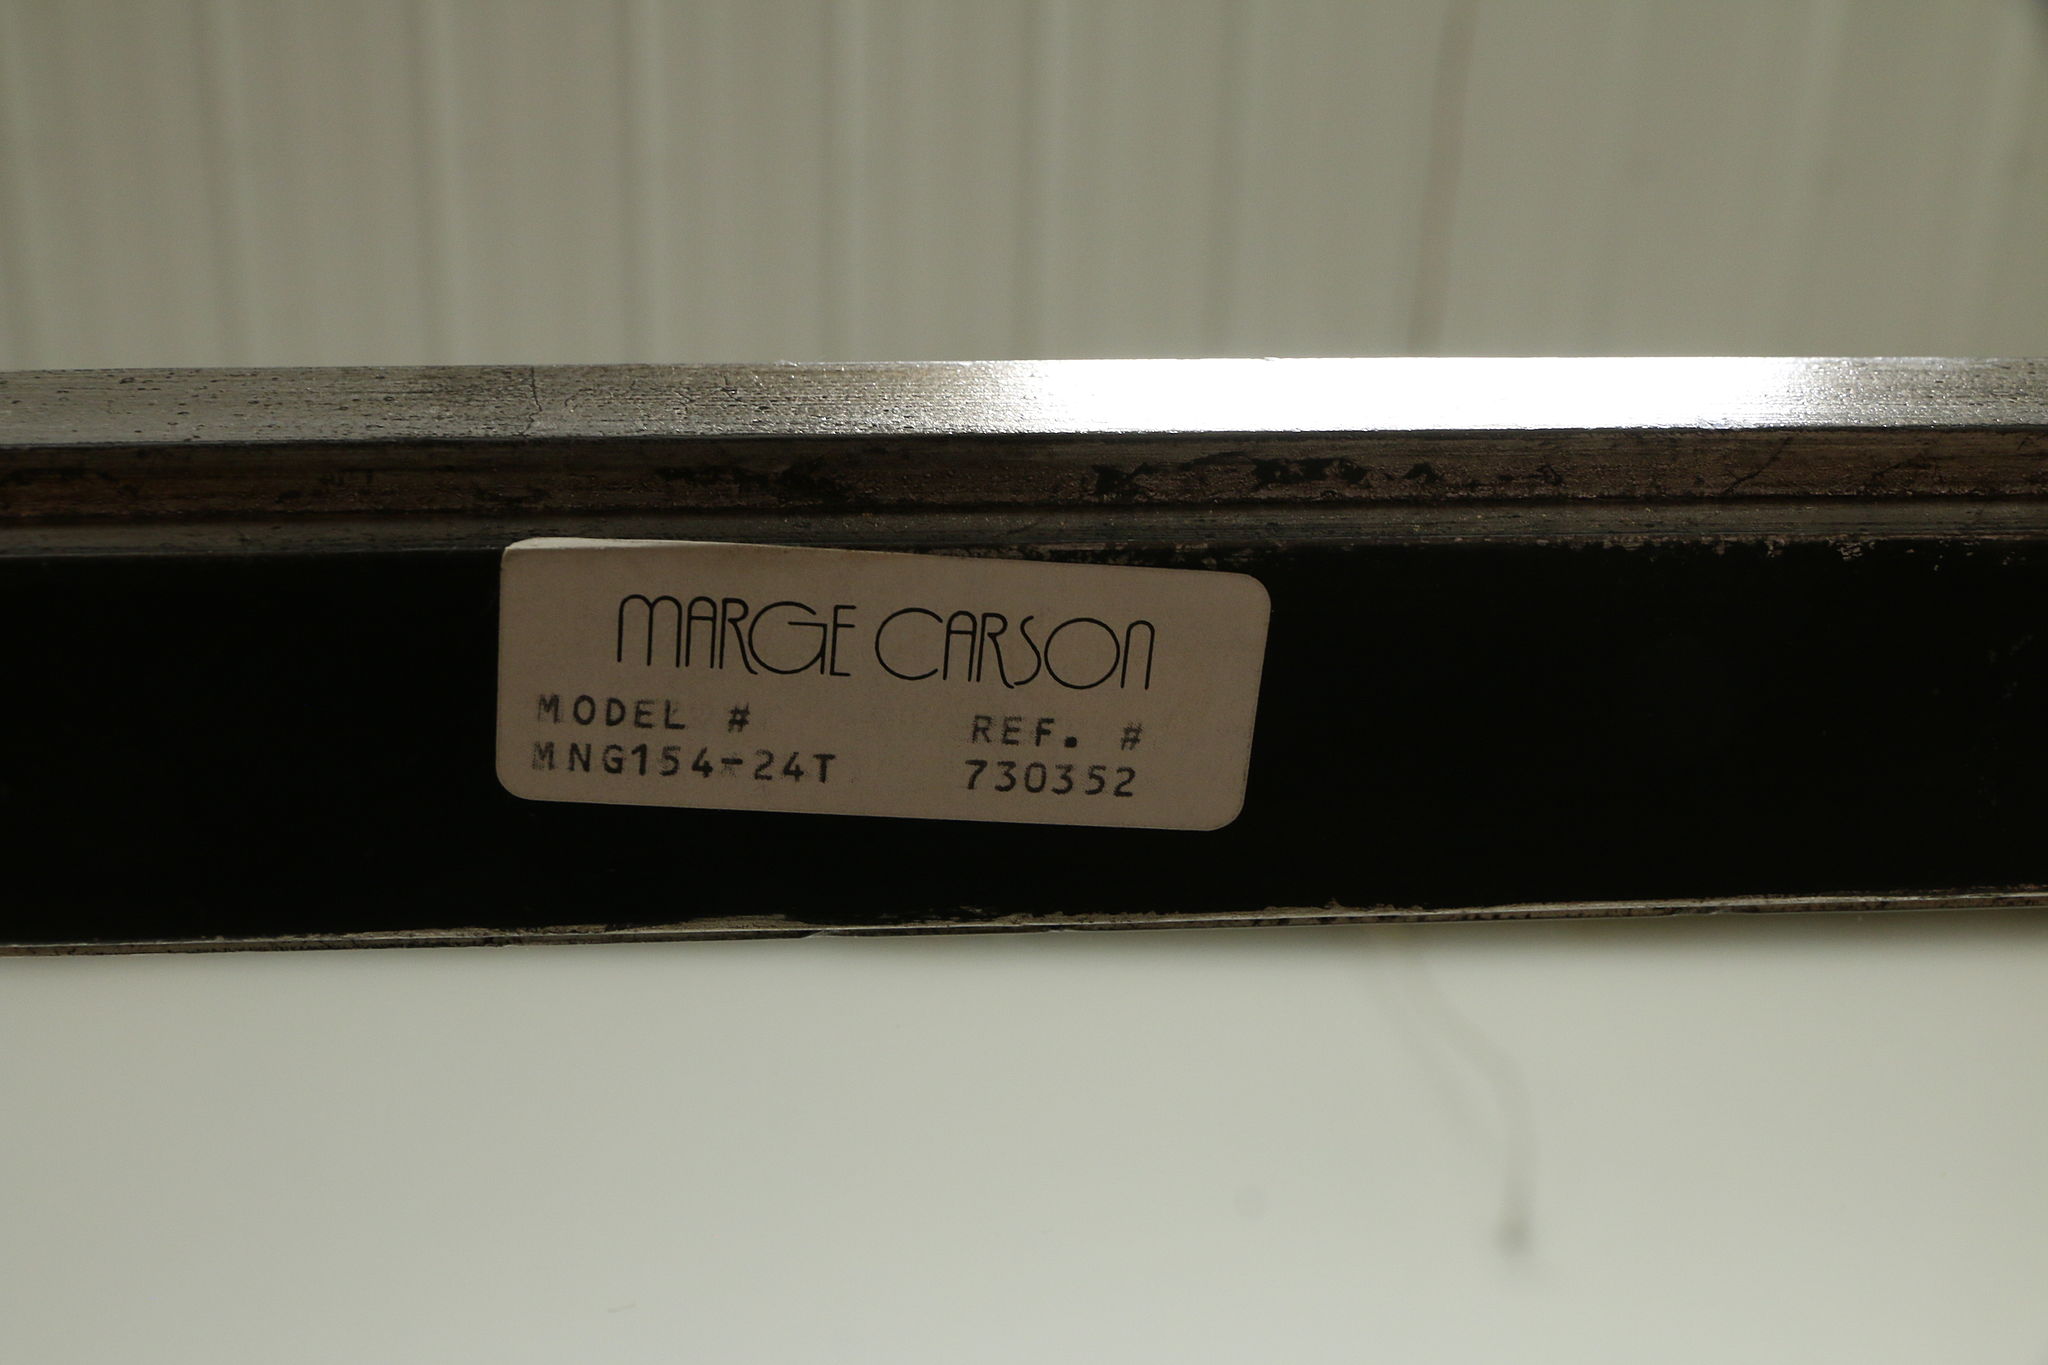 MARGE CARSON
MODEL # REF. #
MNG154-24T 730352